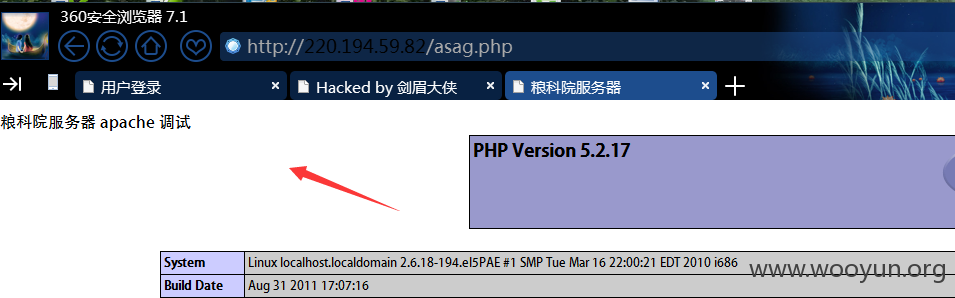 360安全浏览器 7.1
http://220.194.59.82/asag.php
用户登录
Hacked by 剑眉大侠
粮科院服务器
粮科院服务器 apache 调试
PHP Version 5.2.17
System Linux localhost.localdomain 2.6.18-194.el5PAE #1 SMP Tue Mar 16 22:00:21 EDT 2010 i686
Build Date Aug 31 2011 17:07:16
www.wooyun.org